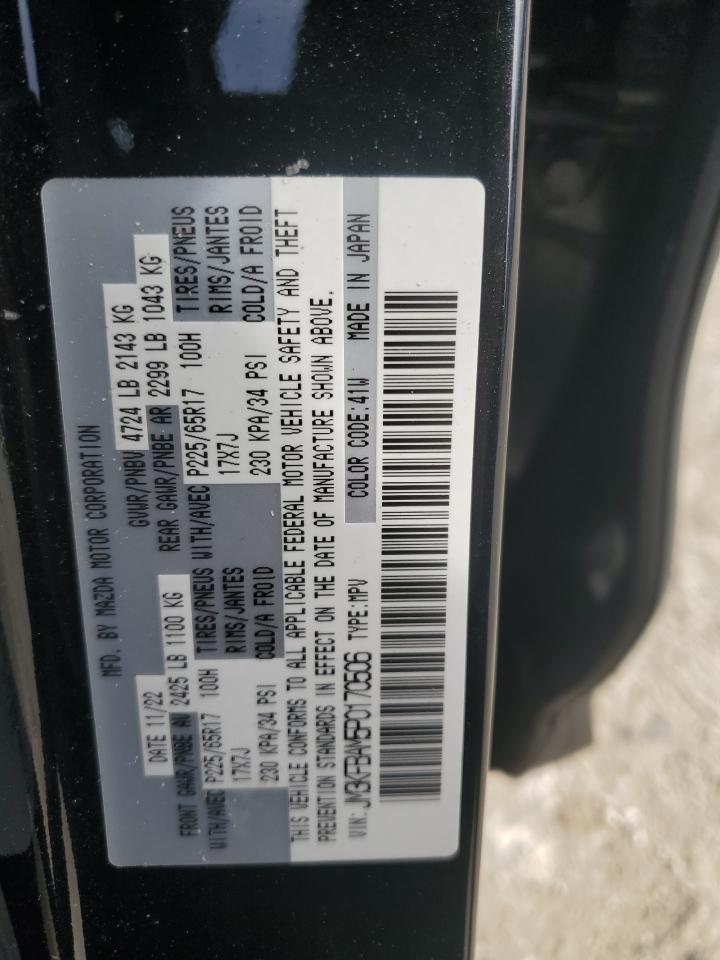 MFD. BY MAZDA MOTOR CORPORATION
DATE 11/22 GVWR/PNBV 4724 LB 2143 KG
FRONT GAWR/PNBE AV 2425 LB 1100 KG REAR GAWR/PNBE AR 2299 LB 1043 KG
WITH/AVEC P225/65R17 100H TIRES/PNEUS WITH/AVEC P225/65R17 100H TIRES/PNEUS
17X7J RIMS/JANTES 17X7J RIMS/JANTES
230 KPA/34 PSI COLD/A FROID 230 KPA/34 PSI COLD/A FROID
THIS VEHICLE CONFORMS TO ALL APPLICABLE FEDERAL MOTOR VEHICLE SAFETY AND THEFT
PREVENTION STANDARDS IN EFFECT ON THE DATE OF MANUFACTURE SHOWN ABOVE.
VIN: JM3KFBAM5P0170506 TYPE:MPV COLOR CODE:41W MADE IN JAPAN